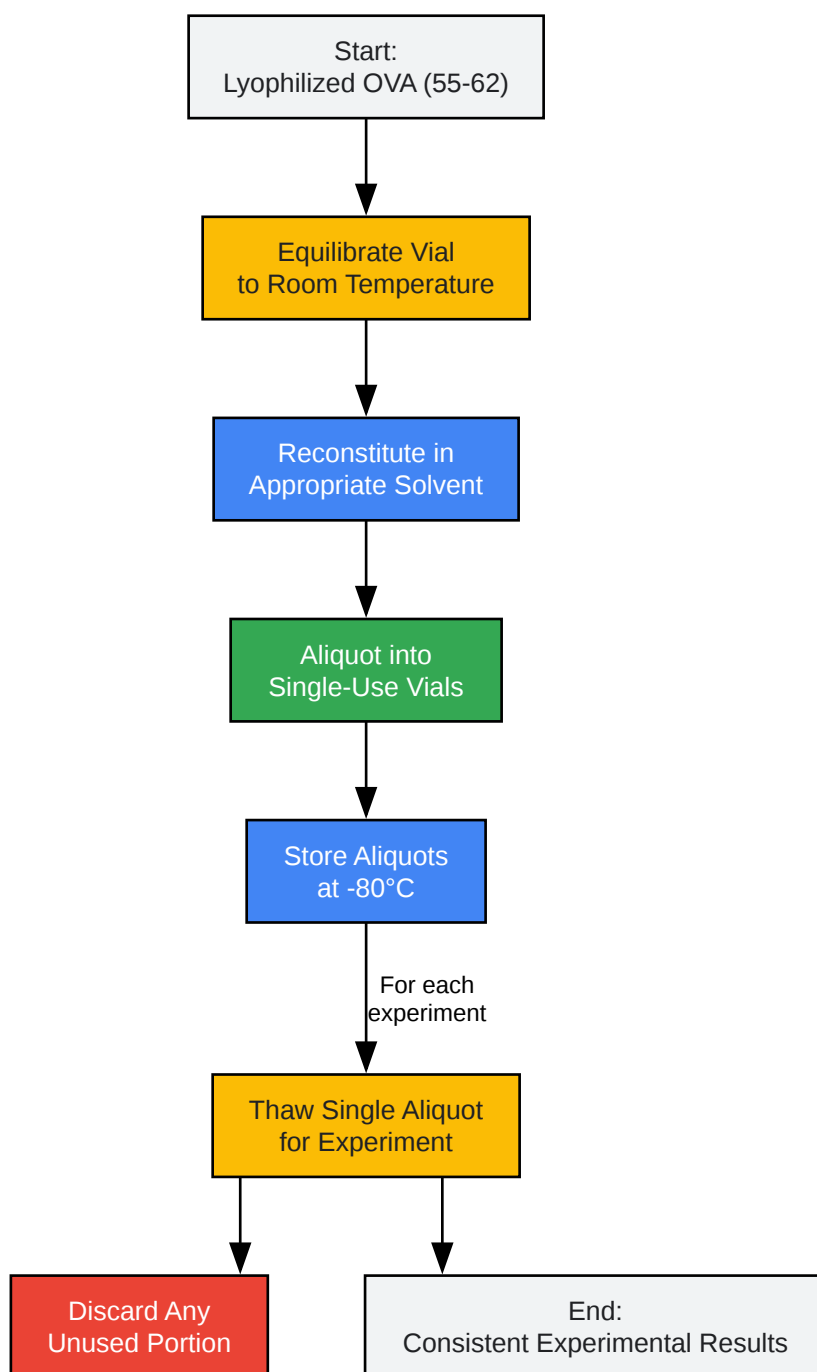 Start:
Lyophilized OVA (55-62)
Equilibrate Vial
to Room Temperature
Reconstitute in
Appropriate Solvent
Aliquot into
Single-Use Vials
Store Aliquots
at -80°C
For each
experiment
Thaw Single Aliquot
for Experiment
Discard Any
Unused Portion
End:
Consistent Experimental Results